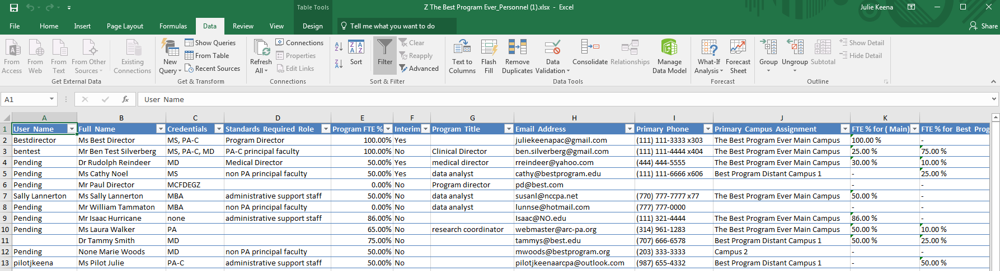 Table Tools
Z The Best Program Ever_Personnel (1).xlsx - Excel
Julie Keena
File Home Insert Page Layout Formulas Data Review View Design Tell me what you want to do Share
From Access
From Web
From Text
From Other Sources
Existing Connections
Get External Data
New Query
Show Queries
From Table
Recent Sources
Get & Transform
Refresh All
Connections
Properties
Edit Links
Connections
Sort
Filter
Clear
Reapply
Advanced
Sort & Filter
Text to Columns
Flash Fill
Remove Duplicates
Data Validation
Consolidate
Relationships
Manage Data Model
Data Tools
What-If Analysis
Forecast Sheet
Forecast
Group
Ungroup
Subtotal
Show Detail
Hide Detail
Outline
A1 fx User Name
A B C D E F G H I J K
1 User Name Full Name Credentials Standards Required Role Program FTE % Interim Program Title Email Address Primary Phone Primary Campus Assignment FTE % for ( Main) FTE % for Best Prog
2 Bestdirector Ms Best Director MS, PA-C Program Director 100.00% Yes juliekeenapac@gmail.com (111) 111-3333 x303 The Best Program Ever Main Campus 100.00 % -
3 bentest Mr Ben Test Silverberg MS, PA-C, MD PA-C principal faculty 100.00% No Clinical Director ben.silverberg@gmail.com (111) 111-4444 x404 The Best Program Ever Main Campus 25.00 % 75.00 %
4 Pending Dr Rudolph Reindeer MD Medical Director 50.00% Yes medical director rreindeer@yahoo.com (444) 444-5555 The Best Program Ever Main Campus 30.00 % 10.00 %
5 Pending Ms Cathy Noel MS non PA principal faculty 50.00% Yes data analyst cathy@bestprogram.edu (111) 111-6666 x606 Best Program Distant Campus 1 - 25.00 %
6 Pending Mr Paul Director MCFDEGZ 0.00% No Program director pd@best.com - -
7 Sally Lannerton Ms Sally Lannerton MBA administrative support staff 50.00% No data analyst susanl@nccpa.net (770) 777-7777 x77 The Best Program Ever Main Campus 50.00 % -
8 Pending Mr William Tammaton MBA non PA principal faculty 0.00% No data analyst lunnse@hotmail.com (777) 777-0000 - -
9 Pending Mr Isaac Hurricane none administrative support staff 86.00% No Isaac@NO.edu (111) 321-4444 The Best Program Ever Main Campus 86.00 % -
10 Pending Ms Laura Walker PA 65.00% No research coordinator webmaster@arc-pa.org (314) 961-1283 The Best Program Ever Main Campus 50.00 % 10.00 %
11 Dr Tammy Smith MD 75.00% No tammys@best.edu (707) 666-6578 Best Program Distant Campus 1 50.00 % 25.00 %
12 Pending None Marie Woods MD non PA principal faculty 50.00% No mwoods@bestprogram.org (203) 333-3333 Campus 2 - -
13 pilotjkeena Ms Pilot Julie PA-C administrative support staff 50.00% No pilotjkeenaarcpa@outlook.com (987) 655-4332 Best Program Distant Campus 1 - 50.00 %